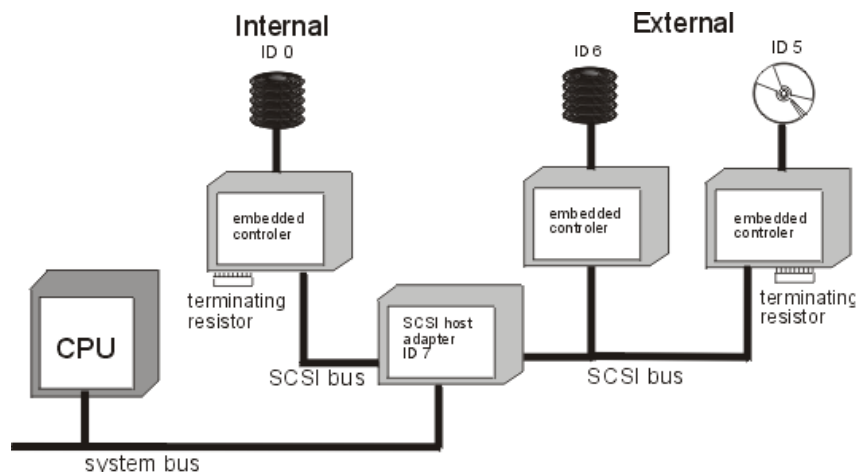 Internal
External
ID 0
ID 6
ID 5
embedded
controler
embedded
controler
embedded
controler
terminating
resistor
terminating
resistor
CPU
SCSI host
adapter
ID 7
SCSI bus
SCSI bus
system bus